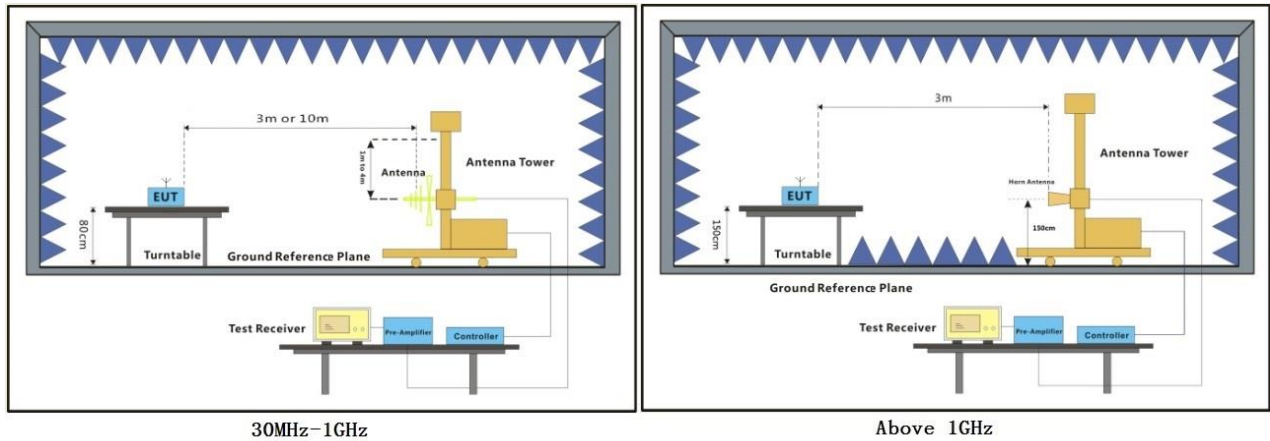 3m or 10m
1m to 4m
Antenna
Antenna Tower
EUT
80cm
Turntable
Ground Reference Plane
Test Receiver
Pre-Amplifier
Controller
30MHz-1GHz
3m
Antenna Tower
Horn Antenna
EUT
150cm
150cm
Turntable
Ground Reference Plane
Test Receiver
Pre-Amplifier
Controller
Above 1GHz